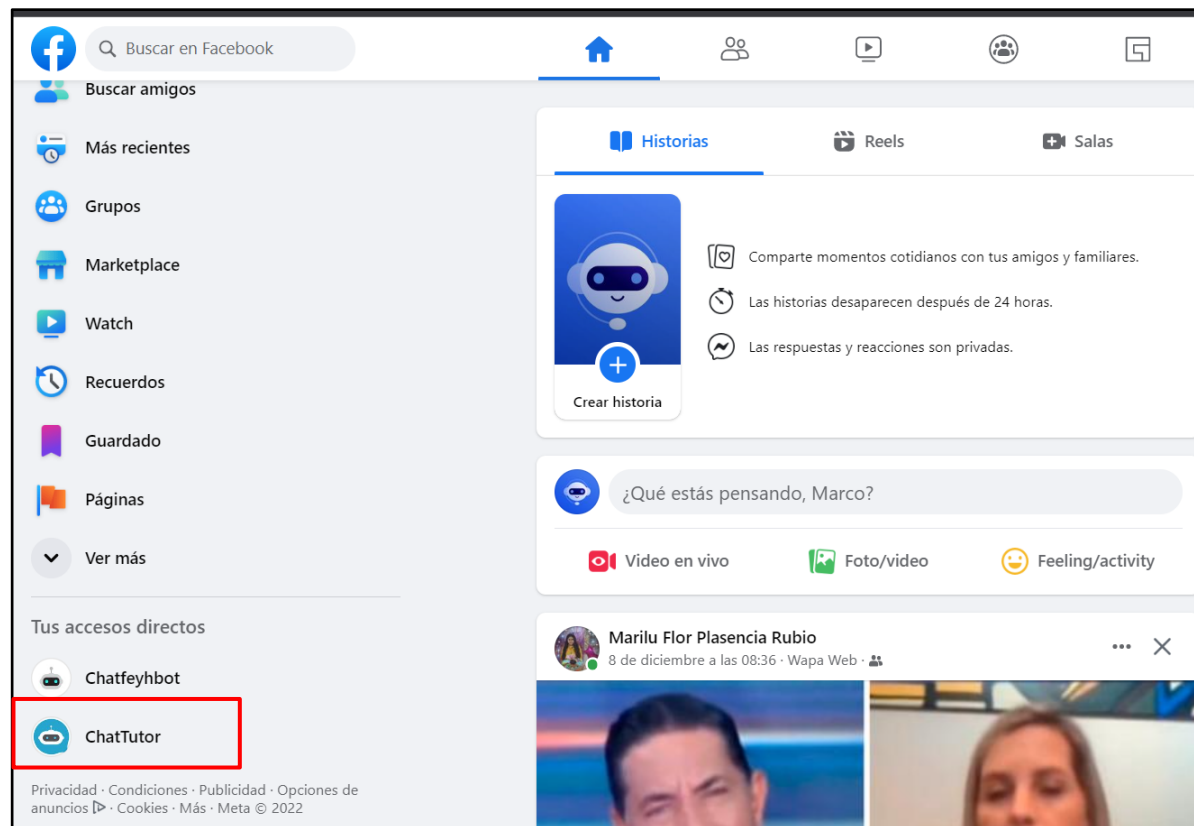 Buscar en Facebook
Buscar amigos
Más recientes
Grupos
Marketplace
Watch
Recuerdos
Guardado
Páginas
Ver más
Tus accesos directos
Chatfeyhbot
ChatTutor
Privacidad · Condiciones · Publicidad · Opciones de
anuncios · Cookies · Más · Meta © 2022
Historias
Reels
Salas
Comparte momentos cotidianos con tus amigos y familiares.
Las historias desaparecen después de 24 horas.
Las respuestas y reacciones son privadas.
Crear historia
¿Qué estás pensando, Marco?
Video en vivo
Foto/video
Feeling/activity
Marilu Flor Plasencia Rubio
8 de diciembre a las 08:36 · Wapa Web ·